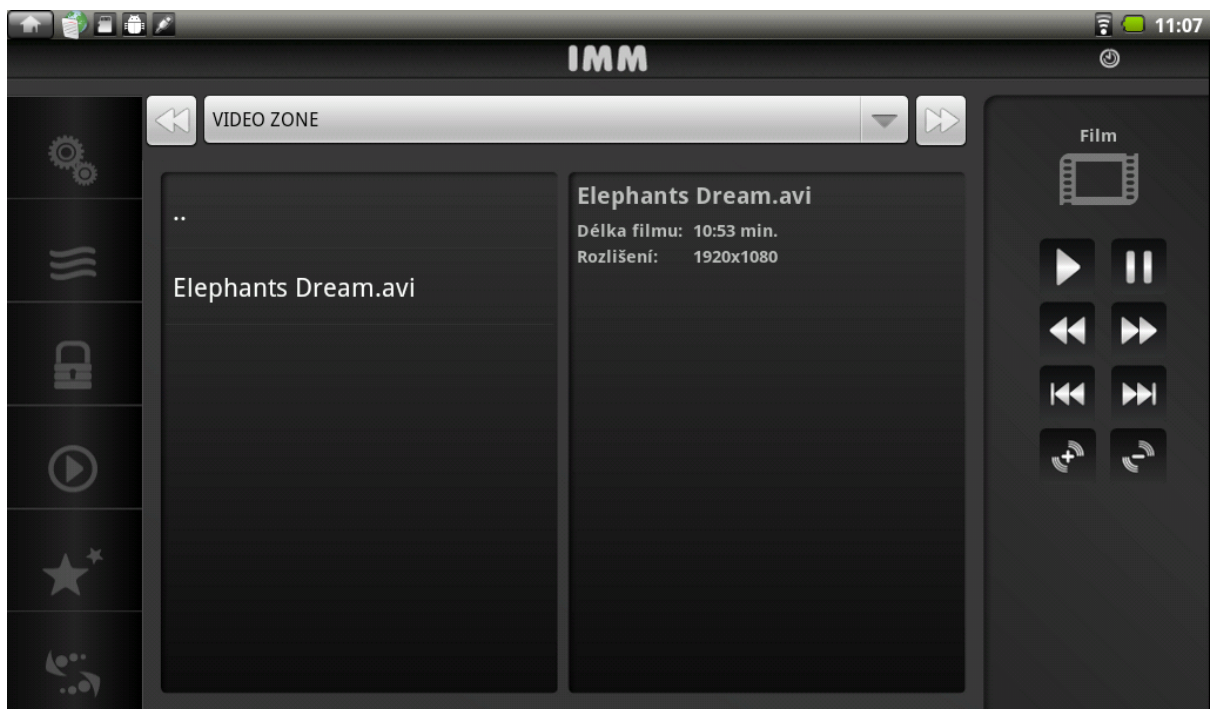 11:07
IMM
VIDEO ZONE
..
Elephants Dream.avi
Elephants Dream.avi
Délka filmu: 10:53 min.
Rozlišení: 1920x1080
Film